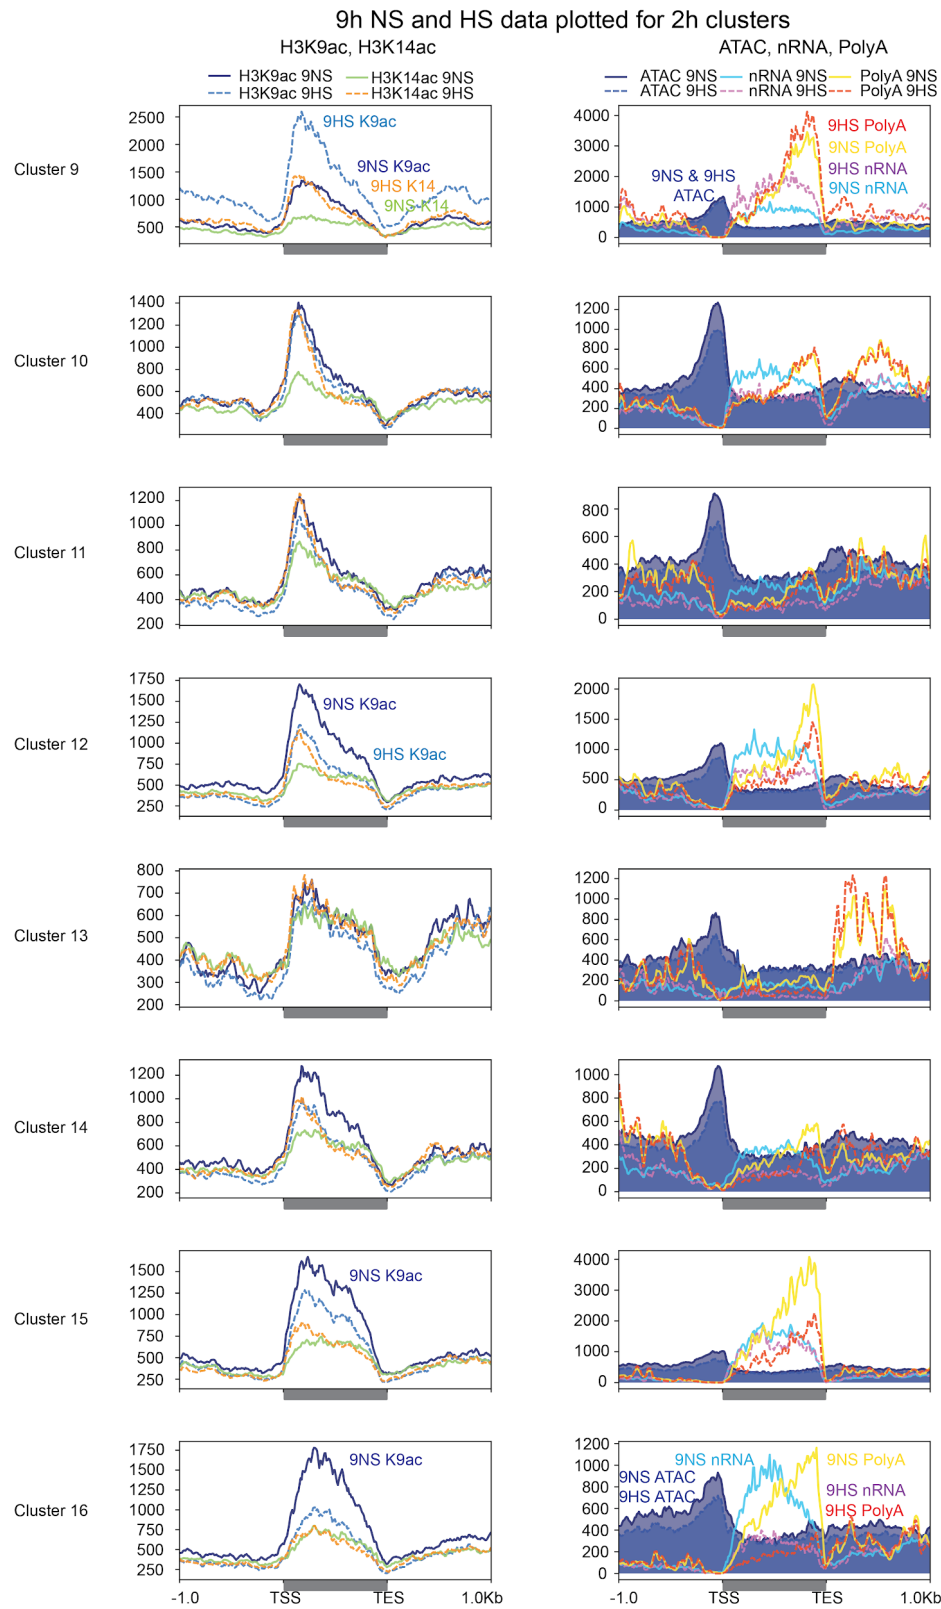 9h NS and HS data plotted for 2h clusters
H3K9ac, H3K14ac
ATAC, nRNA, PolyA
H3K9ac 9NS H3K14ac 9NS
H3K9ac 9HS H3K14ac 9HS
ATAC 9NS nRNA 9NS PolyA 9NS
ATAC 9HS nRNA 9HS PolyA 9HS
Cluster 9
2500
2000
1500
1000
500
9HS K9ac
9NS K9ac
9HS K14
9NS K14
4000
3000
2000
1000
0
9NS & 9HS
ATAC
9HS PolyA
9NS PolyA
9HS nRNA
9NS nRNA
Cluster 10
1400
1200
1000
800
600
400
1200
1000
800
600
400
200
0
Cluster 11
1200
1000
800
600
400
200
800
600
400
200
0
Cluster 12
1750
1500
1250
1000
750
500
250
9NS K9ac
9HS K9ac
2000
1500
1000
500
0
Cluster 13
800
700
600
500
400
300
200
1200
1000
800
600
400
200
0
Cluster 14
1200
1000
800
600
400
200
1000
800
600
400
200
0
Cluster 15
1500
1250
1000
750
500
250
9NS K9ac
4000
3000
2000
1000
0
Cluster 16
1750
1500
1250
1000
750
500
250
9NS K9ac
-1.0 TSS TES 1.0Kb
1200
1000
800
600
400
200
0
9NS nRNA
9NS ATAC
9HS ATAC
9NS PolyA
9HS nRNA
9HS PolyA
-1.0 TSS TES 1.0Kb